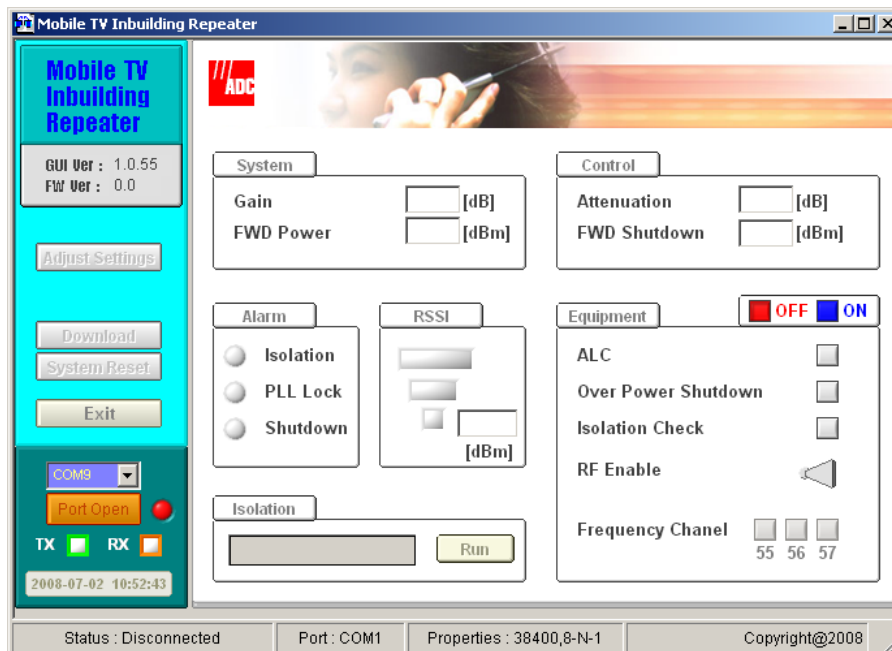 Mobile TV Inbuilding Repeater
Mobile TV
Inbuilding
Repeater
GUI Ver : 1.0.55
FW Ver : 0.0
Adjust Settings
Download
System Reset
Exit
COM9
Port Open
TX RX
2008-07-02 10:52:43
ADC
System
Gain [dB]
FWD Power [dBm]
Control
Attenuation [dB]
FWD Shutdown [dBm]
Alarm
Isolation
PLL Lock
Shutdown
RSSI
[dBm]
Equipment
OFF ON
ALC
Over Power Shutdown
Isolation Check
RF Enable
Frequency Chanel
55 56 57
Isolation
Run
Status : Disconnected
Port : COM1
Properties : 38400,8-N-1
Copyright@2008